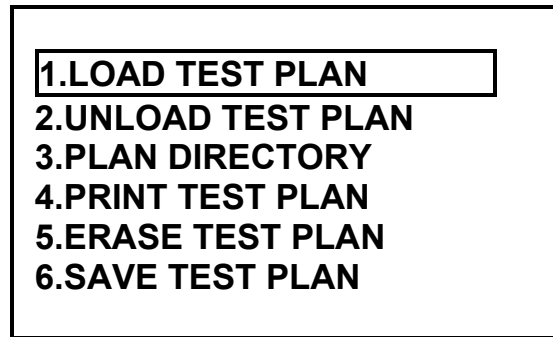 1.LOAD TEST PLAN
2.UNLOAD TEST PLAN
3.PLAN DIRECTORY
4.PRINT TEST PLAN
5.ERASE TEST PLAN
6.SAVE TEST PLAN